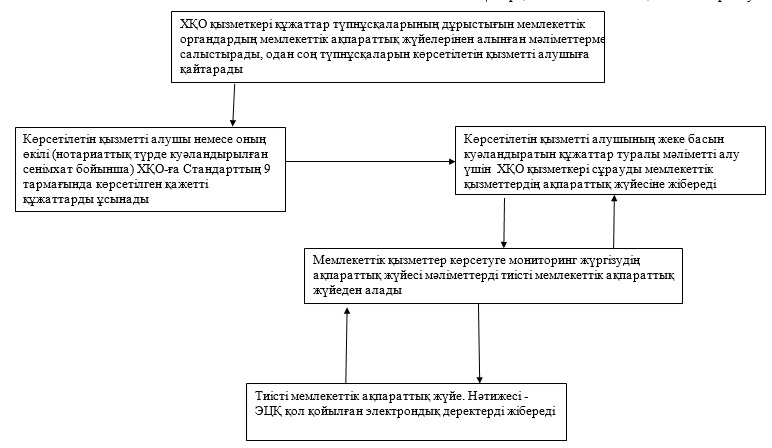 ХҚО қызметкері құжаттар түпнұсқаларының дұрыстығын мемлекеттік
органдардың мемлекеттік ақпараттық жүйелерінен алынған мәліметтерме
салыстырады, одан соң түпнұсқаларын көрсетілетін қызметті алушыға
қайтарады
Көрсетілетін қызметті алушы немесе оның
өкілі (нотариаттық түрде куәландырылған
сенімхат бойынша) ХҚО-ға Стандарттың 9
тармағында көрсетілген қажетті
құжаттарды ұсынады
Көрсетілетін қызметті алушының жеке басын
куәландыратын құжаттар туралы мәліметті алу
үшін ХҚО қызметкері сұрауды мемлекеттік
қызметтердің ақпараттық жүйесіне жібереді
Мемлекеттік қызметтер көрсетуге мониторинг жүргізудің
ақпараттық жүйесі мәліметтерді тиісті мемлекеттік ақпараттық
жүйеден алады
Тиісті мемлекеттік ақпараттық жүйе. Нәтижесі -
ЭЦҚ қол қойылған электрондық деректерді жібереді